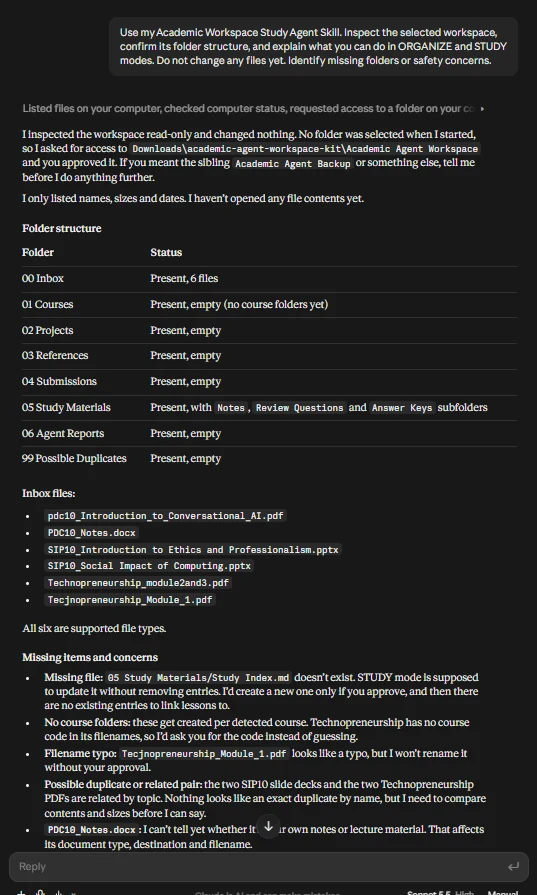 Use my Academic Workspace Study Agent Skill. Inspect the selected workspace,
confirm its folder structure, and explain what you can do in ORGANIZE and STUDY
modes. Do not change any files yet. Identify missing folders or safety concerns.
Listed files on your computer, checked computer status, requested access to a folder on your co
I inspected the workspace read-only and changed nothing. No folder was selected when I started,
so I asked for access to Downloads\academic-agent-workspace-kit\Academic Agent Workspace
and you approved it. If you meant the sibling Academic Agent Backup or something else, tell me
before I do anything further.
I only listed names, sizes and dates. I haven't opened any file contents yet.
Folder structure
Folder Status
00 Inbox Present, 6 files
01 Courses Present, empty (no course folders yet)
02 Projects Present, empty
03 References Present, empty
04 Submissions Present, empty
05 Study Materials Present, with Notes, Review Questions and Answer Keys subfolders
06 Agent Reports Present, empty
99 Possible Duplicates Present, empty
Inbox files:
• pdc10_Introduction_to_Conversational_AI.pdf
• PDC10_Notes.docx
• SIP10_Introduction to Ethics and Professionalism.pptx
• SIP10_Social Impact of Computing.pptx
• Technopreneurship_module2and3.pdf
• Tecjnopreneurship_Module_1.pdf
All six are supported file types.
Missing items and concerns
• Missing file: 05 Study Materials/Study Index.md doesn't exist. STUDY mode is supposed
to update it without removing entries. I'd create a new one only if you approve, and then there are
no existing entries to link lessons to.
• No course folders: these get created per detected course. Technopreneurship has no course
code in its filenames, so I'd ask you for the code instead of guessing.
• Filename typo: Tecjnopreneurship_Module_1.pdf looks like a typo, but I won't rename it
without your approval.
• Possible duplicate or related pair: the two SIP10 slide decks and the two Technopreneurship
PDFs are related by topic. Nothing looks like an exact duplicate by name, but I need to compare
contents and sizes before I can say.
• PDC10_Notes.docx: I can't tell yet whether it ur own notes or lecture material. That affects
its document type, destination and filename.
Reply